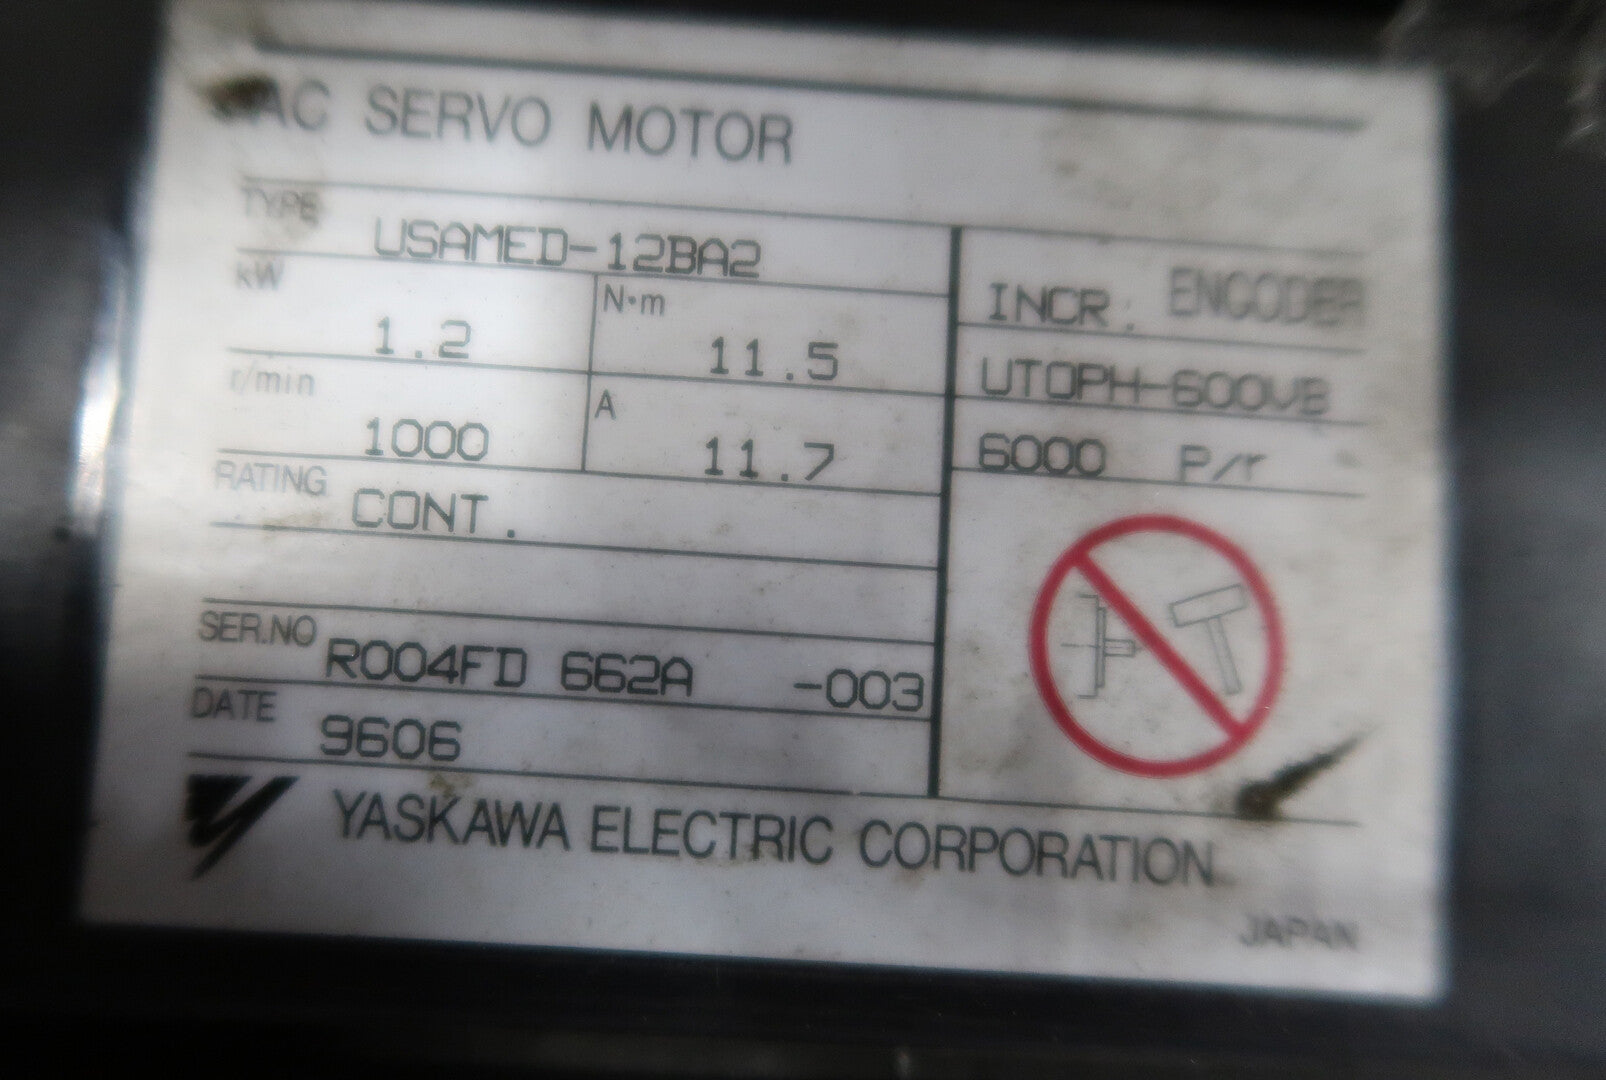 AC SERVO MOTOR
TYPE USAMED-12BA2
kW 1.2 N·m 11.5
r/min 1000 A 11.7
RATING CONT.
SER.NO R004FD 662A -003
DATE 9606
INCR. ENCODER
UTOPH-600VB
6000 P/r
YASKAWA ELECTRIC CORPORATION
JAPAN